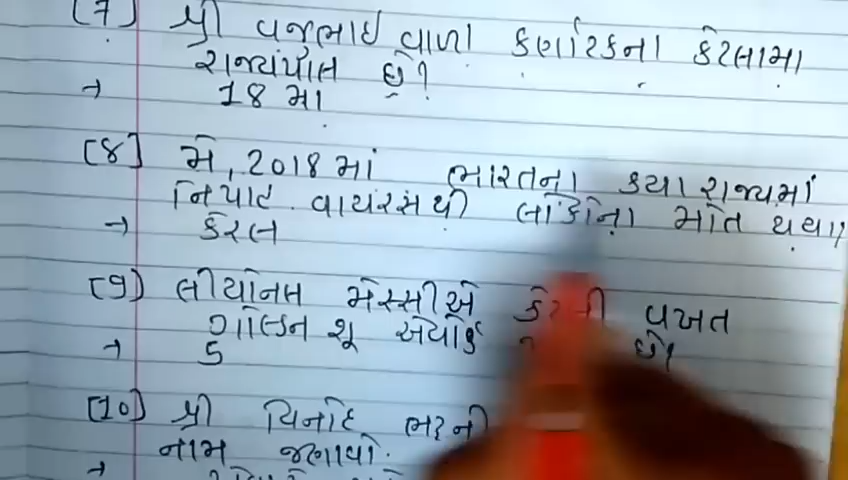 (7) શ્રી વજુભાઇ વાળા કર્ણાટકના કેટલામા
રાજ્યપાલ છે?
→ 18 મા
(8) મે, 2018 માં ભારતના કયા રાજ્યમાં
નિપાહ વાયરસથી લોકોના મોત થયા?
→ કેરલ
(9) લીયોનલ મેસ્સીએ વખત
ગોલ્ડન શૂ એવોર્ડ છે?
→ 5
(10) શ્રી વિનોદ ભટ્ટની
નામ જણાવો.
→